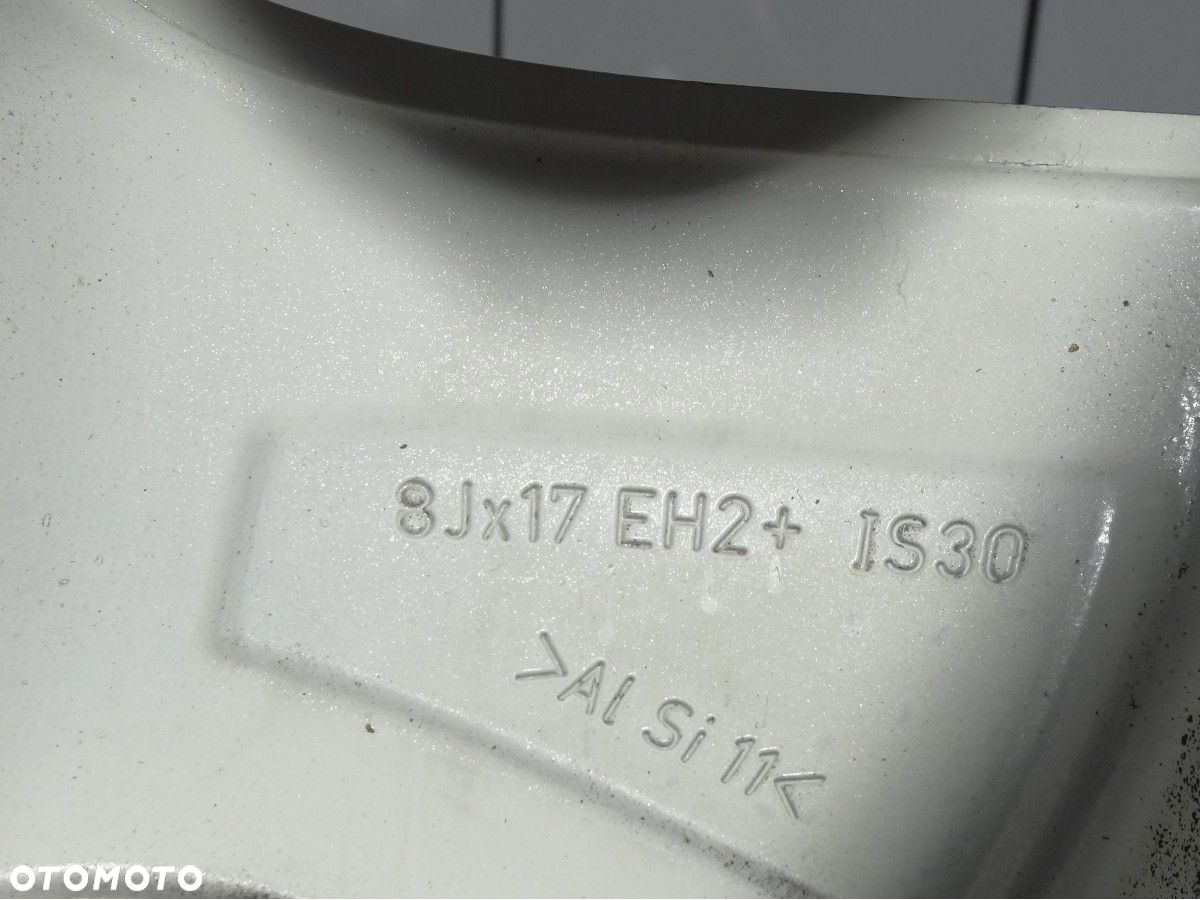 8Jx17 EH2+ IS30
>Al Si 11<
OTOMOTO